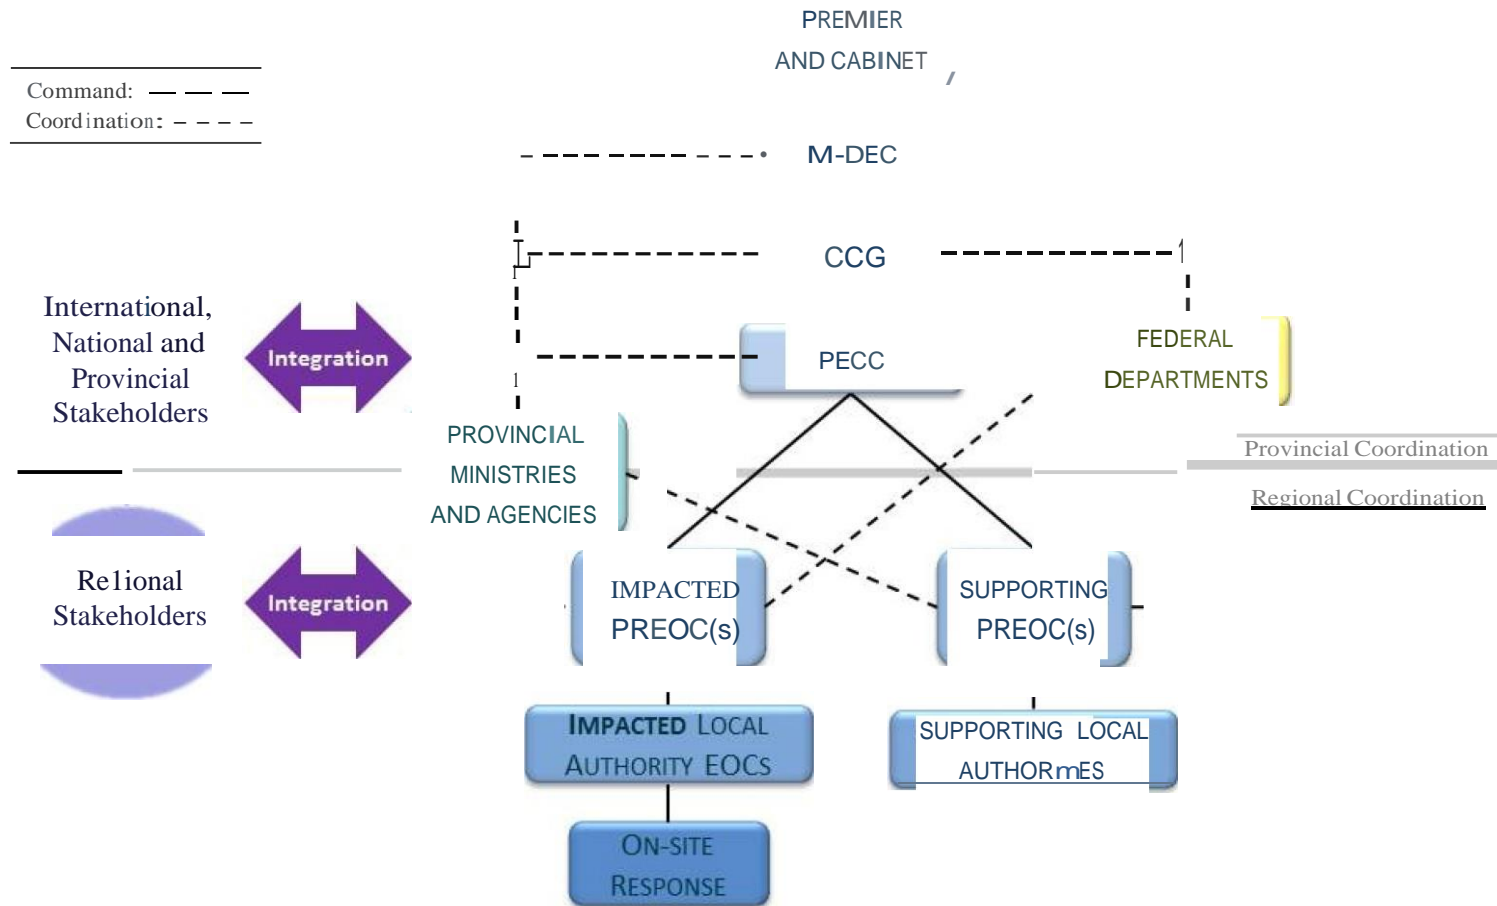 PREMIER
AND CABINET
Command:
Coordination:
M-DEC
CCG
International,
National and
Provincial
Stakeholders
Integration
PECC
FEDERAL
DEPARTMENTS
PROVINCIAL
MINISTRIES
AND AGENCIES
Provincial Coordination
Regional Coordination
Re1ional
Stakeholders
Integration
IMPACTED
PREOC(s)
SUPPORTING
PREOC(s)
IMPACTED LOCAL
AUTHORITY EOCS
SUPPORTING LOCAL
AUTHORmES
ON-SITE
RESPONSE